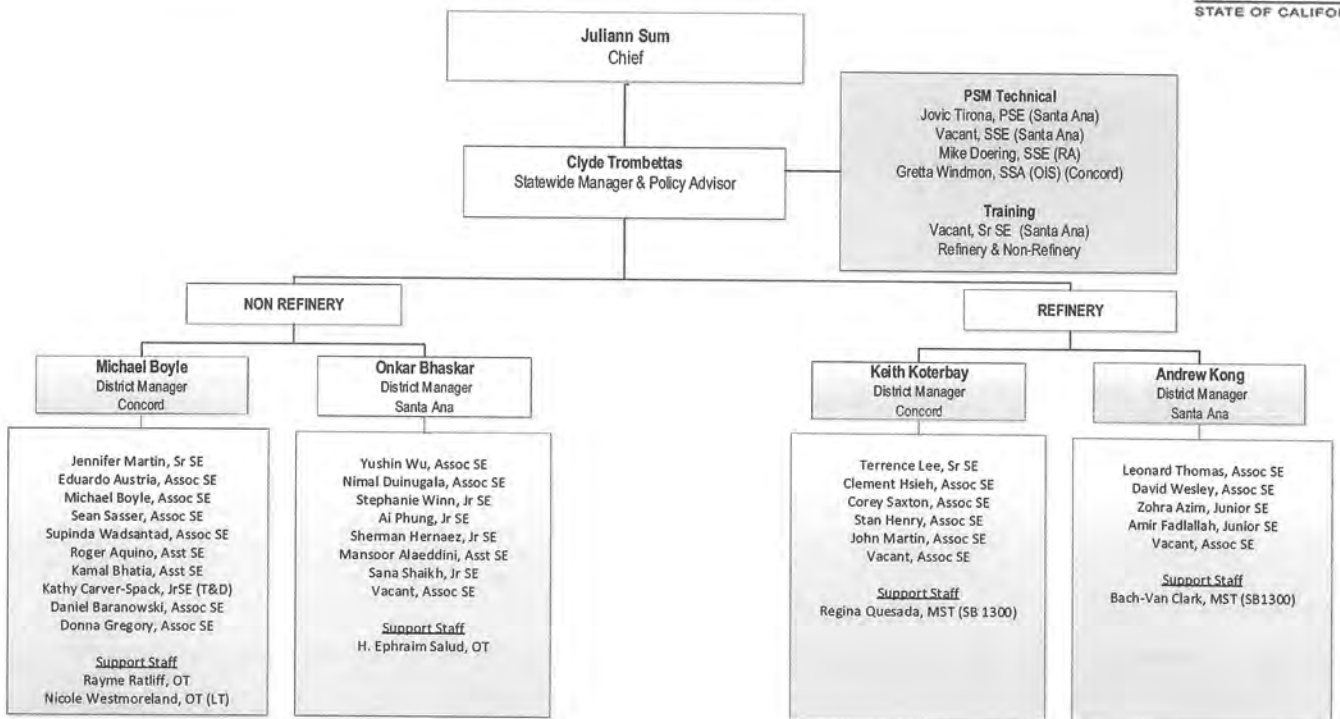 STATE OF CALIFO
Juliann Sum
Chief
PSM Technical
Jovic Tirona, PSE (Santa Ana)
Vacant, SSE (Santa Ana)
Mike Doering, SSE (RA)
Gretta Windmon, SSA (OIS) (Concord)
Training
Vacant, Sr SE (Santa Ana)
Refinery & Non-Refinery
Clyde Trombettas
Statewide Manager & Policy Advisor
NON REFINERY
REFINERY
Michael Boyle
District Manager
Concord
Jennifer Martin, Sr SE
Eduardo Austria, Assoc SE
Michael Boyle, Assoc SE
Sean Sasser, Assoc SE
Supinda Wadsantad, Assoc SE
Roger Aquino, Asst SE
Kamal Bhatia, Asst SE
Kathy Carver-Spack, JrSE (T&D)
Daniel Baranowski, Assoc SE
Donna Gregory, Assoc SE
Support Staff
Rayme Ratliff, OT
Nicole Westmoreland, OT (LT)
Onkar Bhaskar
District Manager
Santa Ana
Yushin Wu, Assoc SE
Nimal Duinugala, Assoc SE
Stephanie Winn, Jr SE
Ai Phung, Jr SE
Sherman Hernaez, Jr SE
Mansoor Alaeddini, Asst SE
Sana Shaikh, Jr SE
Vacant, Assoc SE
Support Staff
H. Ephraim Salud, OT
Keith Koterbay
District Manager
Concord
Terrence Lee, Sr SE
Clement Hsieh, Assoc SE
Corey Saxton, Assoc SE
Stan Henry, Assoc SE
John Martin, Assoc SE
Vacant, Assoc SE
Support Staff
Regina Quesada, MST (SB 1300)
Andrew Kong
District Manager
Santa Ana
Leonard Thomas, Assoc SE
David Wesley, Assoc SE
Zohra Azim, Junior SE
Amir Fadlallah, Junior SE
Vacant, Assoc SE
Support Staff
Bach-Van Clark, MST (SB1300)